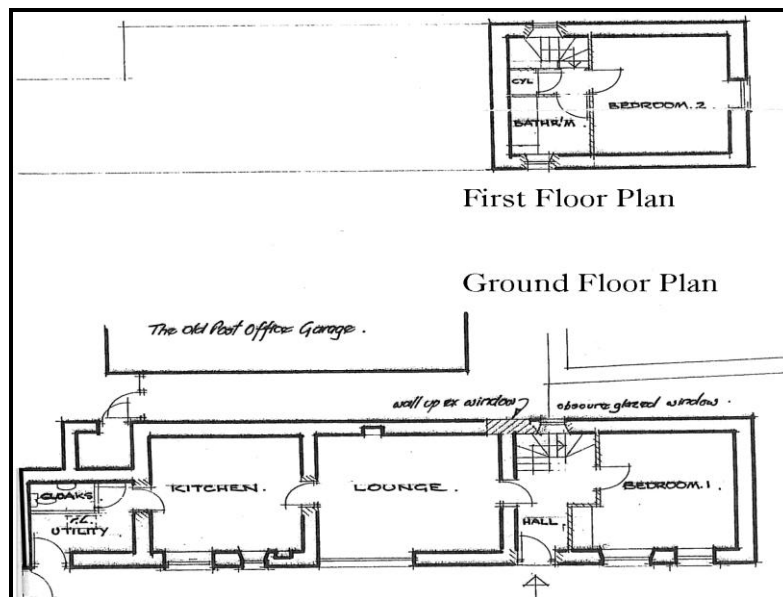 CYL
BEDROOM.2
BATHR'M
First Floor Plan
Ground Floor Plan
The Old Post Office Garage.
wall up ex window
obscure glazed window.
CLOAKS
KITCHEN.
LOUNGE.
BEDROOM.1
UTILITY
HALL